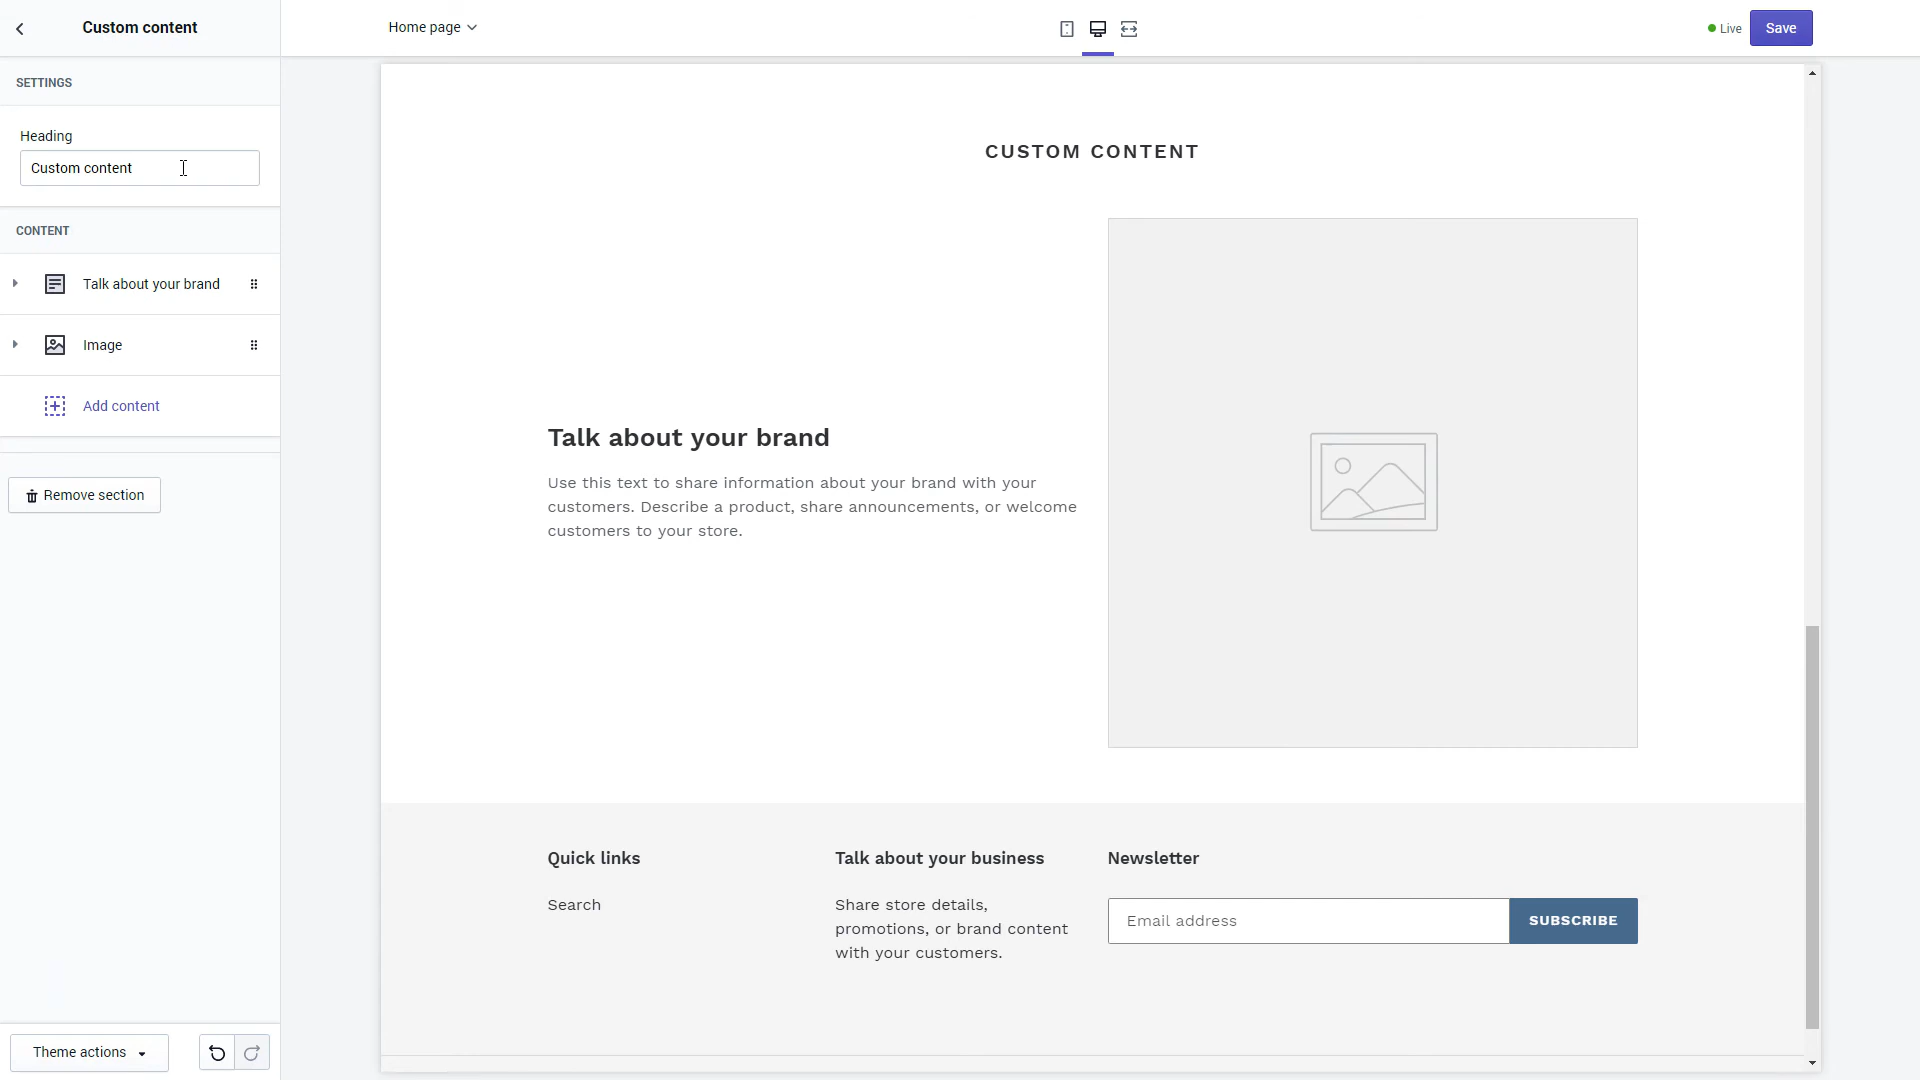 Custom content
Home page
Live
Save
SETTINGS
Heading
Custom content
CONTENT
Talk about your brand
Image
Add content
Remove section
Theme actions
CUSTOM CONTENT
Talk about your brand
Use this text to share information about your brand with your
customers. Describe a product, share announcements, or welcome
customers to your store.
Quick links
Search
Talk about your business
Share store details,
promotions, or brand content
with your customers.
Newsletter
Email address
SUBSCRIBE